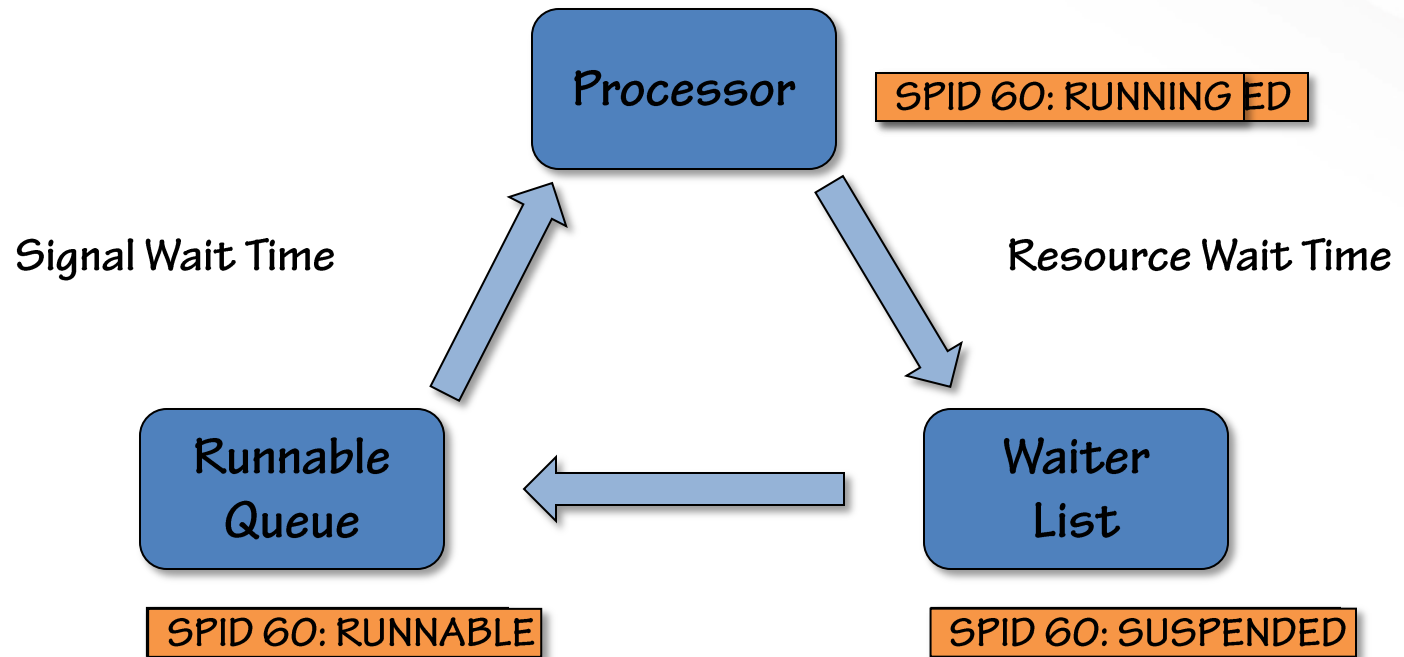 Processor
SPID 60: RUNNING ED
Signal Wait Time
Resource Wait Time
Runnable
Queue
Waiter
List
SPID 60: RUNNABLE
SPID 60: SUSPENDED